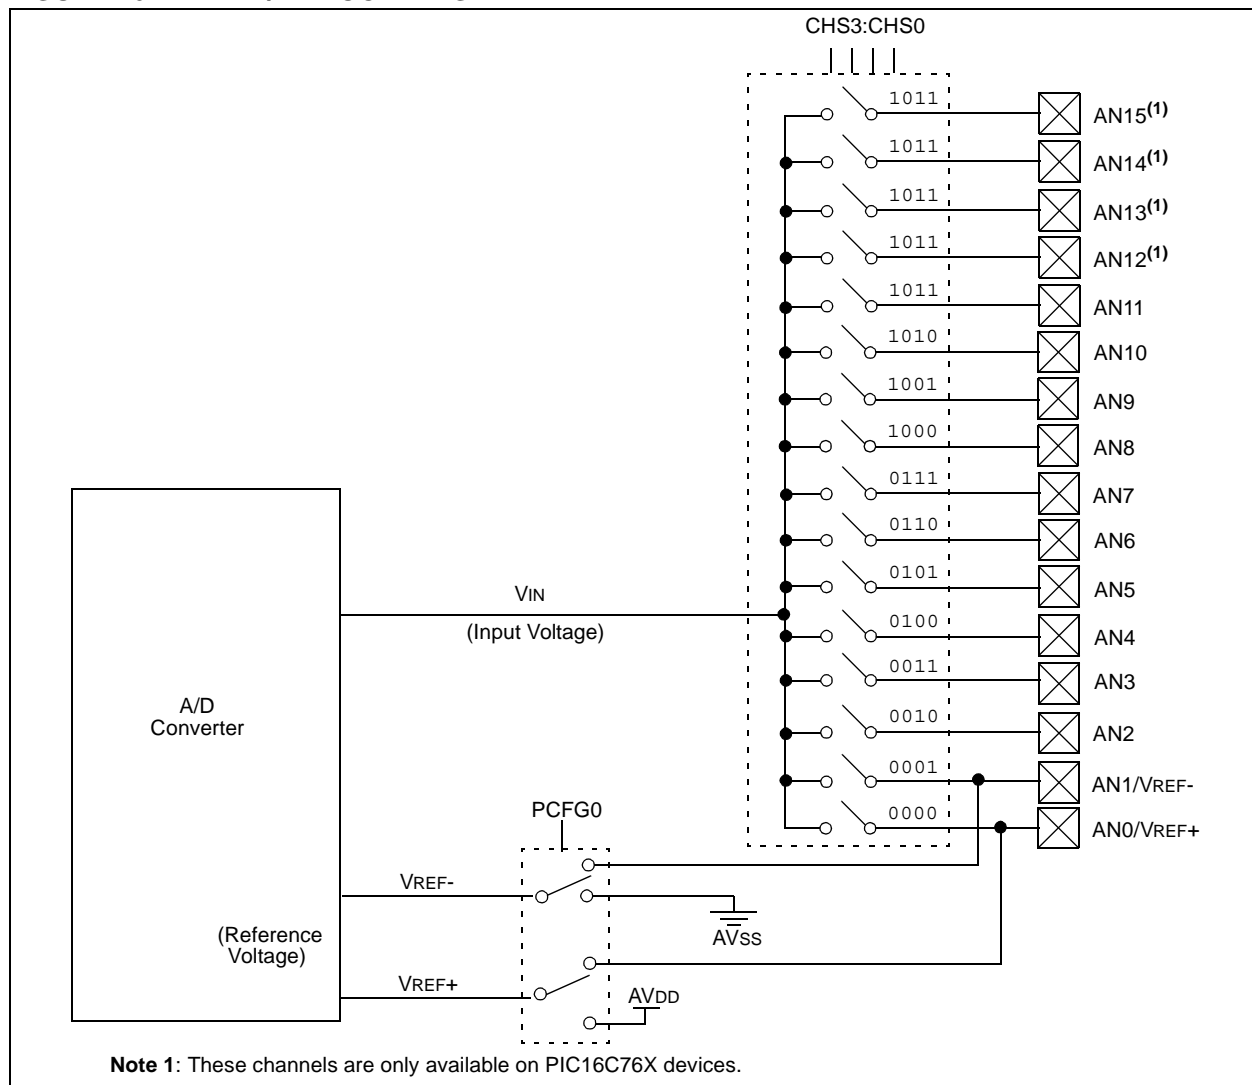 CHS3:CHS0
1011 AN15(1)
1011 AN14(1)
1011 AN13(1)
1011 AN12(1)
1011 AN11
1010 AN10
1001 AN9
1000 AN8
0111 AN7
0110 AN6
0101 AN5
VIN
(Input Voltage)
0100 AN4
0011 AN3
A/D
Converter
0010 AN2
0001 AN1/VREF-
PCFG0
0000 AN0/VREF+
VREF-
AVSS
(Reference
Voltage)
VREF+
AVDD
Note 1: These channels are only available on PIC16C76X devices.